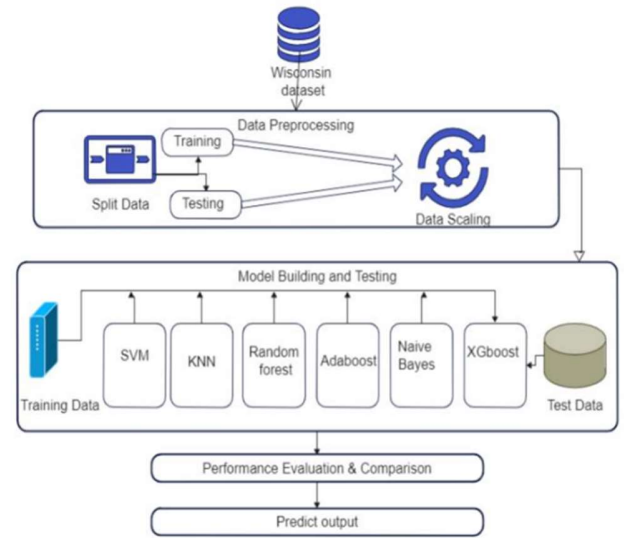 Wisconsin
dataset
Data Preprocessing
Training
Split Data
Testing
Data Scaling
Model Building and Testing
SVM
KNN
Random
forest
Adaboost
Naive
Bayes
XGboost
Training Data
Test Data
Performance Evaluation & Comparison
Predict output